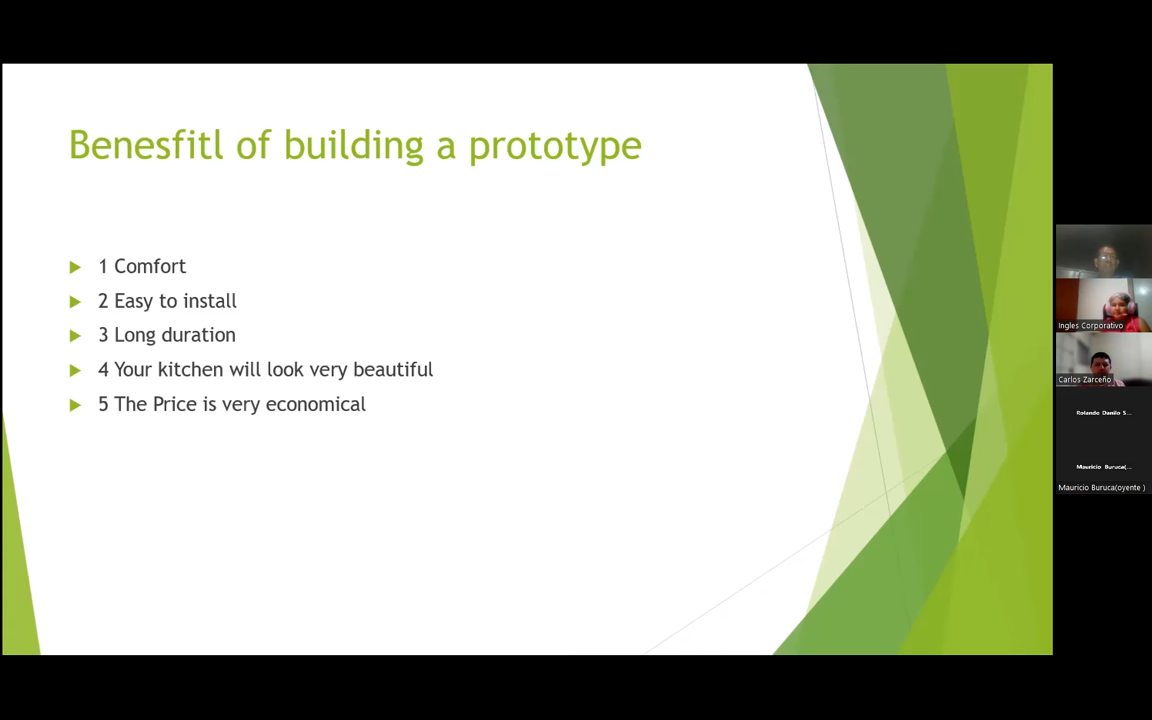 Benesfitl of building a prototype
1 Comfort
2 Easy to install
3 Long duration
4 Your kitchen will look very beautiful
5 The Price is very economical
Ingles Corporativo
Carlos Zarceño
Rolando Danilo S...
Mauricio Buruca(...
Mauricio Buruca(oyente )